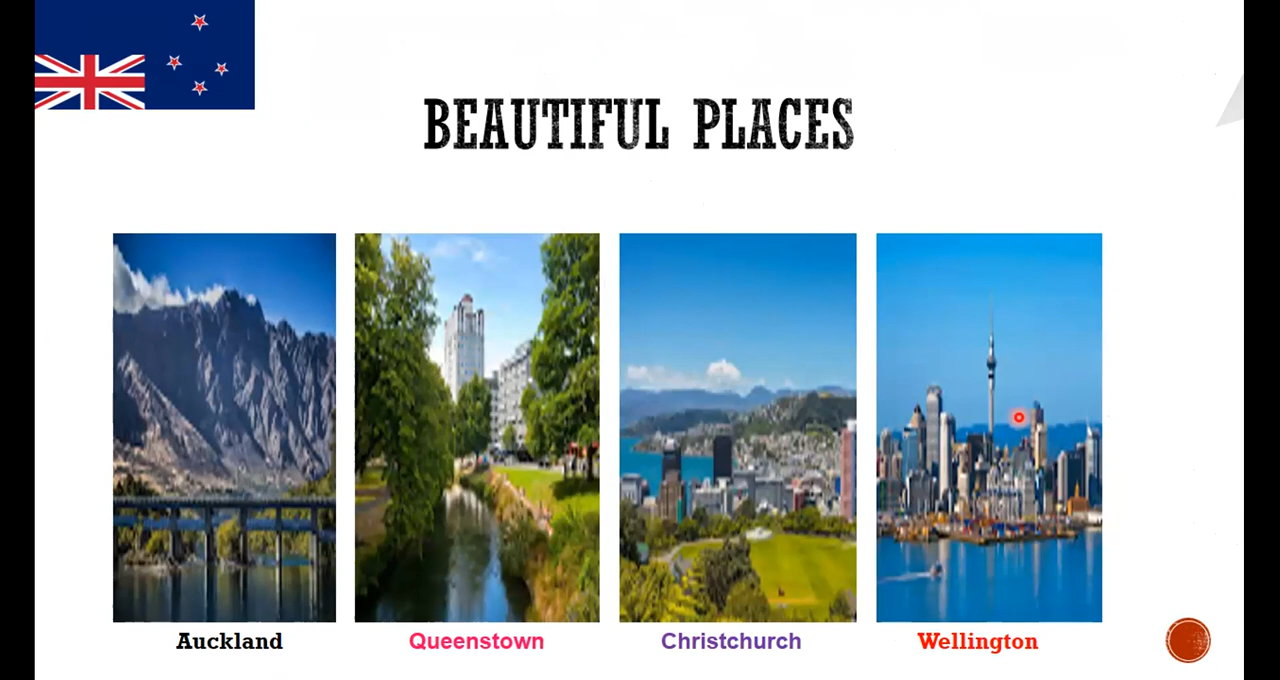 BEAUTIFUL PLACES
Auckland
Queenstown
Christchurch
Wellington